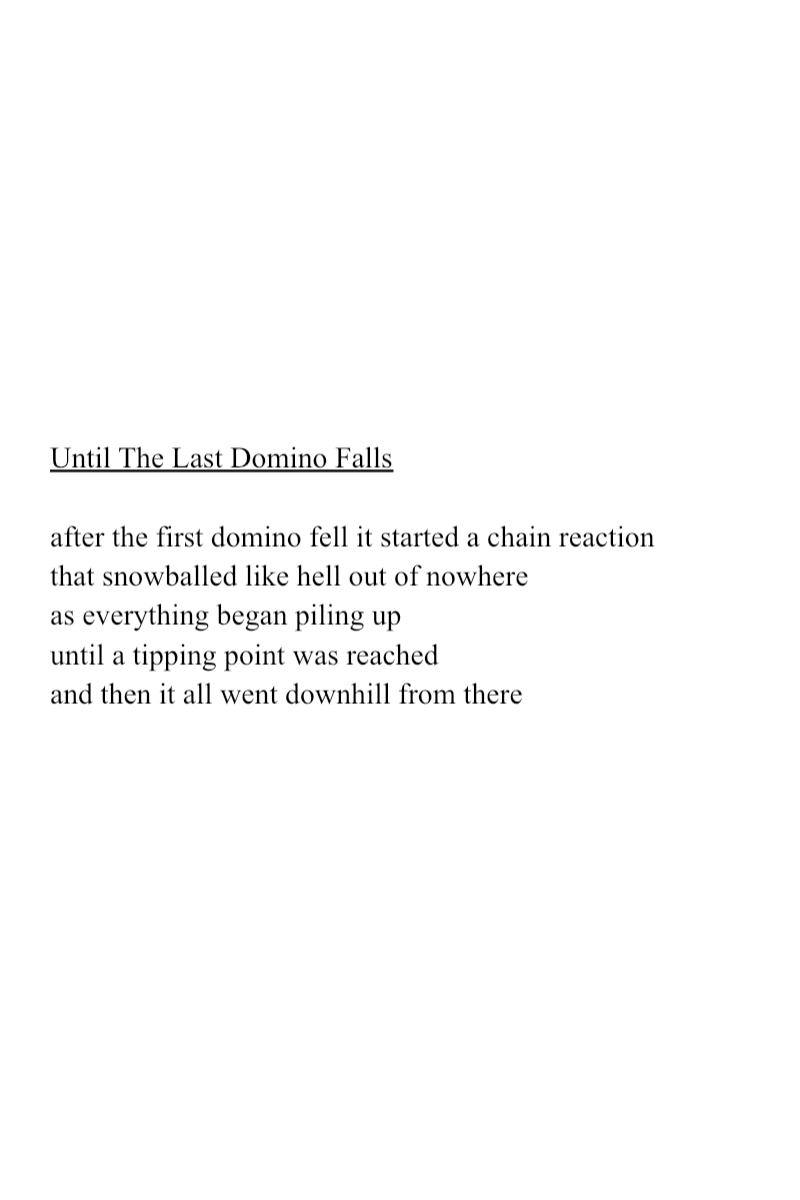 Until The Last Domino Falls
after the first domino fell it started a chain reaction
that snowballed like hell out of nowhere
as everything began piling up
until a tipping point was reached
and then it all went downhill from there